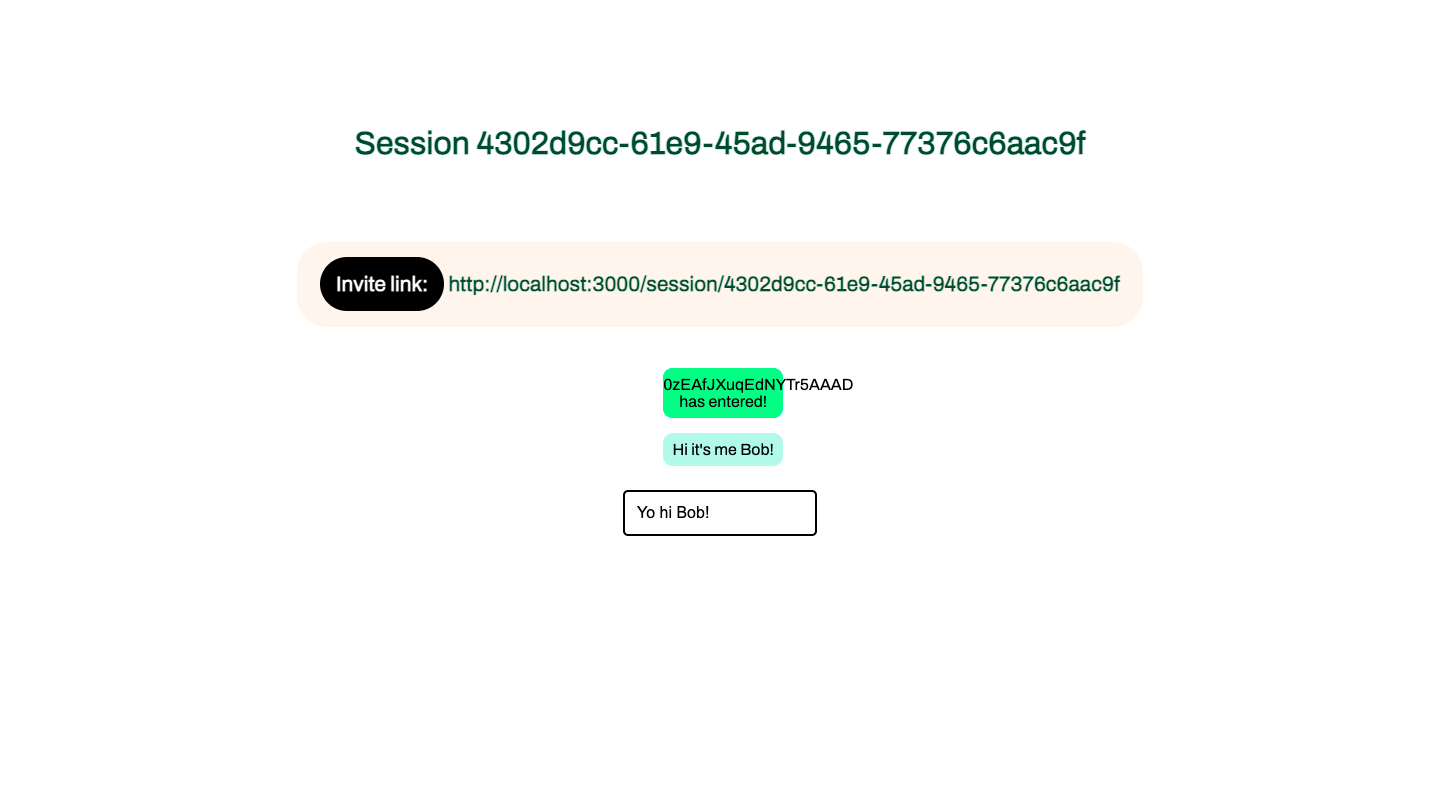 Session 4302d9cc-61e9-45ad-9465-77376c6aac9f
Invite link: http://localhost:3000/session/4302d9cc-61e9-45ad-9465-77376c6aac9f
0zEAfJXuqEdNYTr5AAAD
has entered!
Hi it's me Bob!
Yo hi Bob!